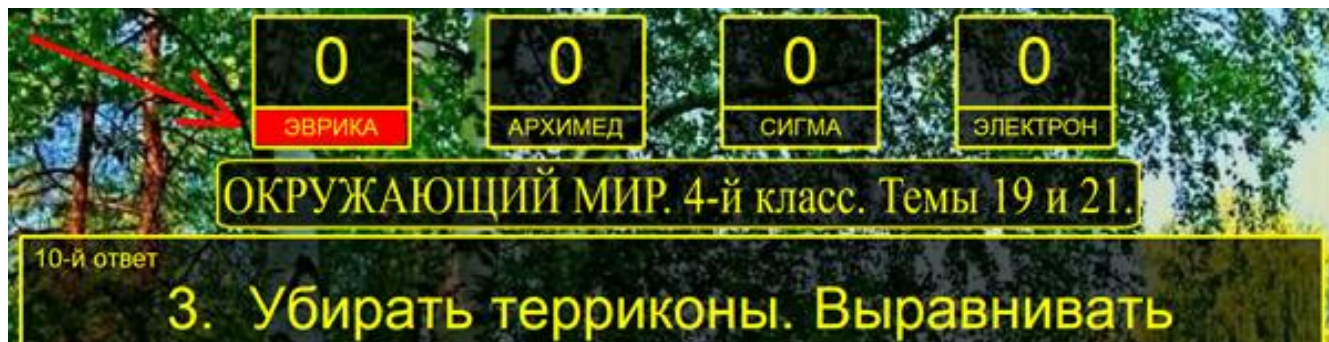 0 0 0 0
ЭВРИКА АРХИМЕД СИГМА ЭЛЕКТРОН
ОКРУЖАЮЩИЙ МИР. 4-й класс. Темы 19 и 21.
10-й ответ
3. Убирать терриконы. Выравнивать